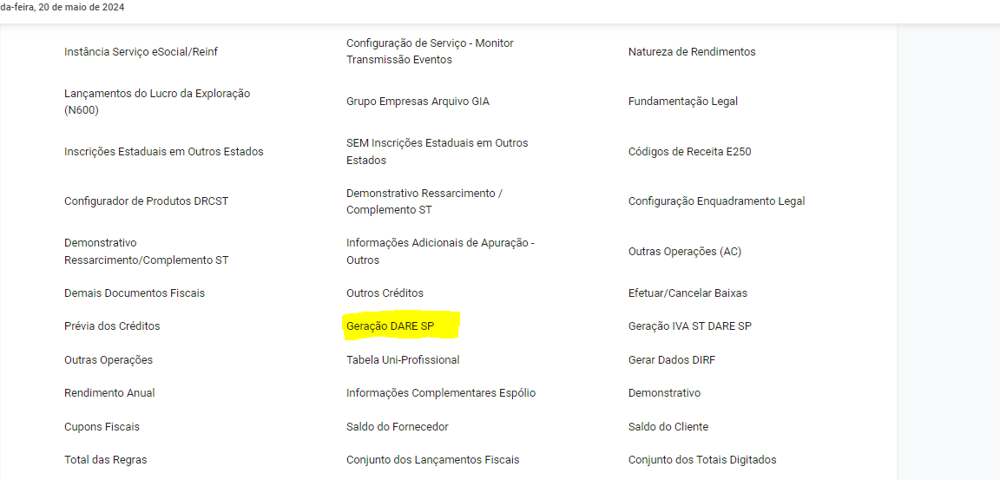 da-feira, 20 de maio de 2024
Instância Serviço eSocial/Reinf
Configuração de Serviço - Monitor
Transmissão Eventos
Natureza de Rendimentos
Lançamentos do Lucro da Exploração
(N600)
Grupo Empresas Arquivo GIA
Fundamentação Legal
Inscrições Estaduais em Outros Estados
SEM Inscrições Estaduais em Outros
Estados
Códigos de Receita E250
Configurador de Produtos DRCST
Demonstrativo Ressarcimento /
Complemento ST
Configuração Enquadramento Legal
Demonstrativo
Ressarcimento/Complemento ST
Informações Adicionais de Apuração -
Outros
Outras Operações (AC)
Demais Documentos Fiscais
Outros Créditos
Efetuar/Cancelar Baixas
Prévia dos Créditos
Geração DARE SP
Geração IVA ST DARE SP
Outras Operações
Tabela Uni-Profissional
Gerar Dados DIRF
Rendimento Anual
Informações Complementares Espólio
Demonstrativo
Cupons Fiscais
Saldo do Fornecedor
Saldo do Cliente
Total das Regras
Conjunto dos Lançamentos Fiscais
Conjunto dos Totais Digitados